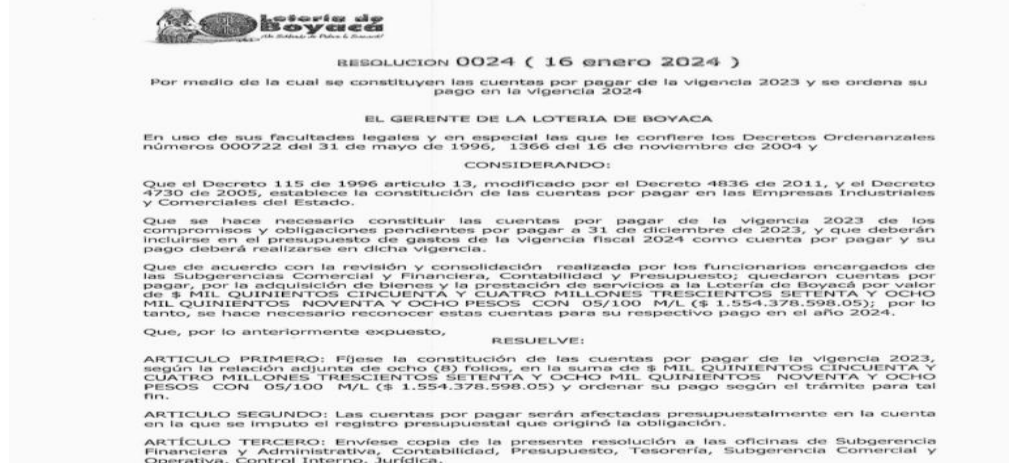 Lotería de
Boyacá
RESOLUCION 0024 ( 16 enero 2024 )
Por medio de la cual se constituyen las cuentas por pagar de la vigencia 2023 y se ordena su
pago en la vigencia 2024
EL GERENTE DE LA LOTERIA DE BOYACA
En uso de sus facultades legales y en especial las que le confiere los Decretos Ordenanzales
números 000722 del 31 de mayo de 1996, 1366 del 16 de noviembre de 2004 y
CONSIDERANDO:
Que el Decreto 115 de 1996 articulo 13, modificado por el Decreto 4836 de 2011, y el Decreto
4730 de 2005, establece la constitución de las cuentas por pagar en las Empresas Industriales
y Comerciales del Estado.
Que se hace necesario constituir las cuentas por pagar de la vigencia 2023 de los
compromisos y obligaciones pendientes por pagar a 31 de diciembre de 2023, y que deberán
incluirse en el presupuesto de gastos de la vigencia fiscal 2024 como cuenta por pagar y su
pago deberá realizarse en dicha vigencia.
Que de acuerdo con la revisión y consolidación realizada por los funcionarios encargados de
las Subgerencias Comercial y Financiera, Contabilidad y Presupuesto; quedaron cuentas por
pagar, por la adquisición de bienes y la prestación de servicios a la Lotería de Boyacá por valor
de $ MIL QUINIENTOS CINCUENTA Y CUATRO MILLONES TRESCIENTOS SETENTA Y OCHO
MIL QUINIENTOS NOVENTA Y OCHO PESOS CON 05/100 M/L ($ 1.554.378.598.05); por lo
tanto, se hace necesario reconocer estas cuentas para su respectivo pago en el año 2024.
Que, por lo anteriormente expuesto,
RESUELVE:
ARTICULO PRIMERO: Fíjese la constitución de las cuentas por pagar de la vigencia 2023,
según la relación adjunta de ocho (8) folios, en la suma de $ MIL QUINIENTOS CINCUENTA Y
CUATRO MILLONES TRESCIENTOS SETENTA Y OCHO MIL QUINIENTOS NOVENTA Y OCHO
PESOS CON 05/100 M/L ($ 1.554.378.598.05) y ordenar su pago según el trámite para tal
fin.
ARTICULO SEGUNDO: Las cuentas por pagar serán afectadas presupuestalmente en la cuenta
en la que se imputo el registro presupuestal que originó la obligación.
ARTÍCULO TERCERO: Envíese copia de la presente resolución a las oficinas de Subgerencia
Financiera y Administrativa, Contabilidad, Presupuesto, Tesorería, Subgerencia Comercial y
Operativa, Control Interno, Jurídica.